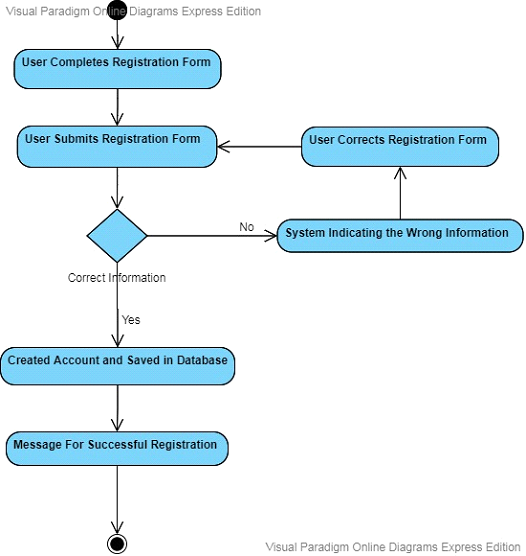 Visual Paradigm Online Diagrams Express Edition
User Completes Registration Form
User Submits Registration Form
User Corrects Registration Form
No
System Indicating the Wrong Information
Correct Information
Yes
Created Account and Saved in Database
Message For Successful Registration
Visual Paradigm Online Diagrams Express Edition